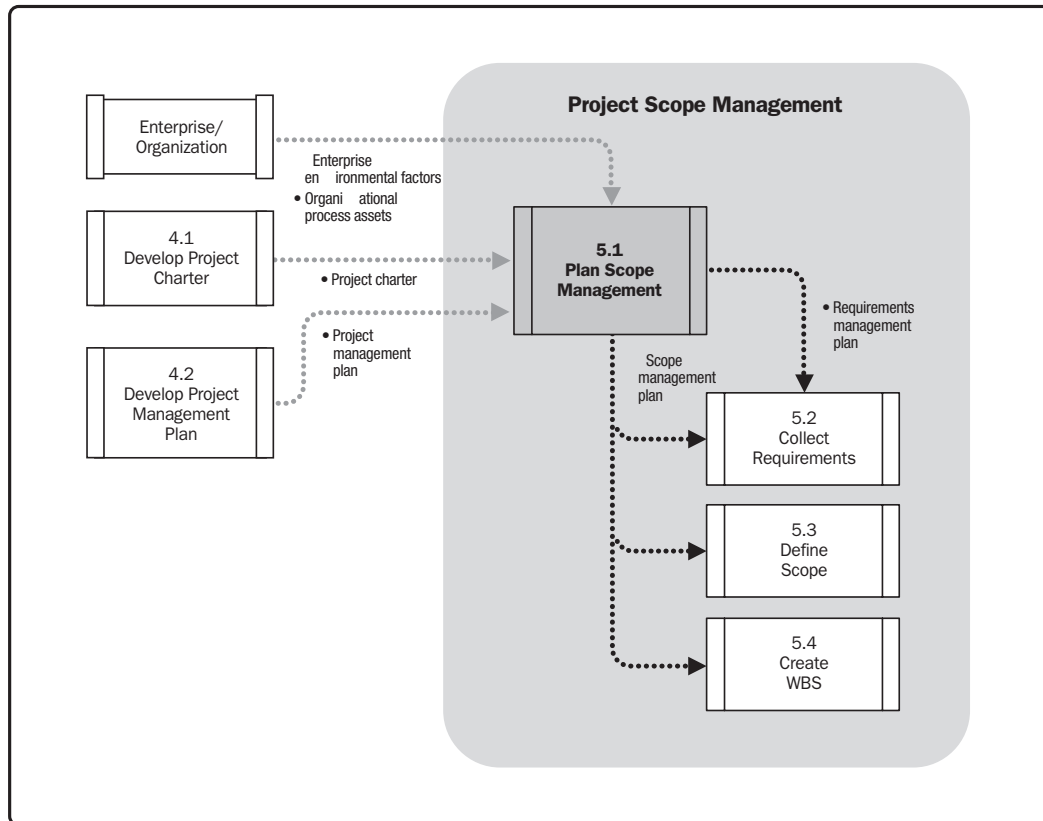 Project Scope Management
Enterprise/
Organization
Enterprise
en ironmental factors
• Organi ational
process assets
4.1
Develop Project
Charter
• Project charter
5.1
Plan Scope
Management
• Project
management
plan
4.2
Develop Project
Management
Plan
• Requirements
management
plan
Scope
management
plan
5.2
Collect
Requirements
5.3
Define
Scope
5.4
Create
WBS